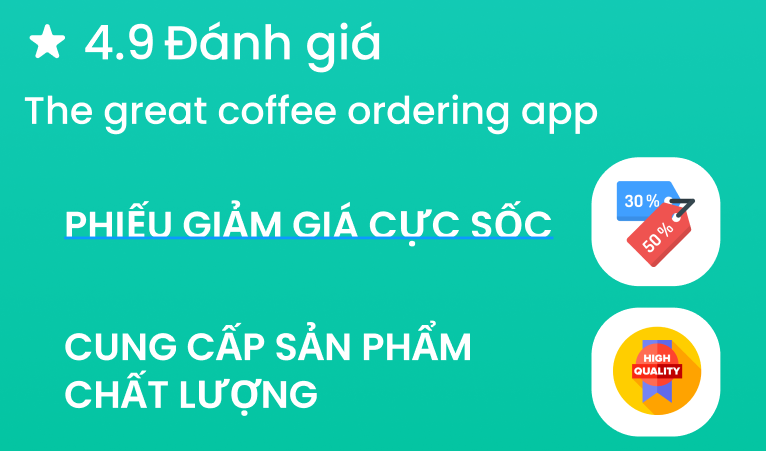 4.9 Đánh giá
The great coffee ordering app
PHIẾU GIẢM GIÁ CỰC SỐC
30%
50%
CUNG CẤP SẢN PHẨM
CHẤT LƯỢNG
HIGH
QUALITY